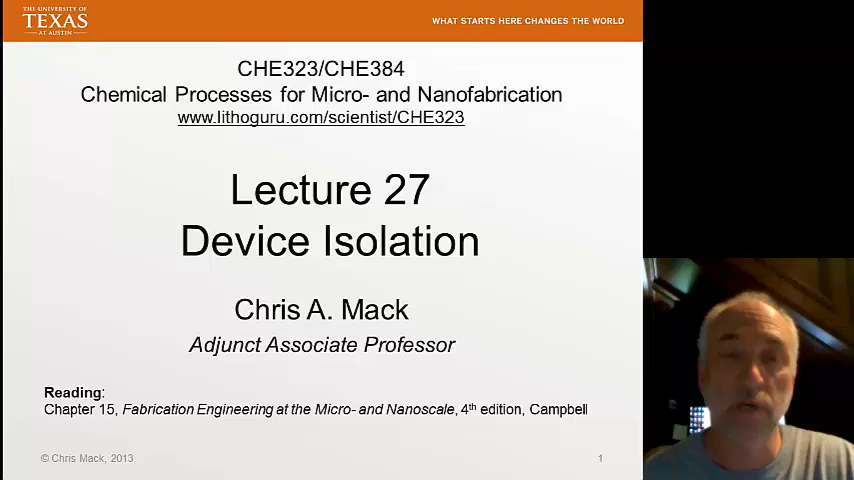 THE UNIVERSITY OF
TEXAS
AT AUSTIN
WHAT STARTS HERE CHANGES THE WORLD
CHE323/CHE384
Chemical Processes for Micro- and Nanofabrication
www.lithoguru.com/scientist/CHE323
Lecture 27
Device Isolation
Chris A. Mack
Adjunct Associate Professor
Reading:
Chapter 15, Fabrication Engineering at the Micro- and Nanoscale, 4th edition, Campbell
© Chris Mack, 2013
1